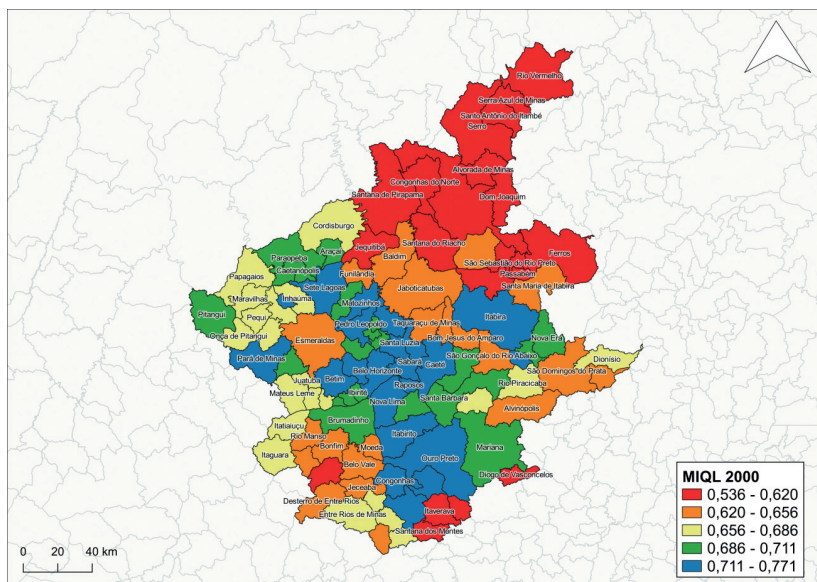 Rio Vermelho
Serra Azul de Minas
Santo Antônio do Itambé
Serro
Alvorada de Minas
Congonhas do Norte
Santana de Pirapama
Dom Joaquim
Cordisburgo
Santana do Riacho
Jequitibá
Araçaí
Paraopeba
Baldim
Ferros
São Sebastião do Rio Preto
Caetanópolis
Funilândia
Passabém
Papagaios
Sete Lagoas
Jaboticatubas
Santa Maria de Itabira
Maravilhas
Inhaúma
Matozinhos
Pitangui
Pequi
Itabira
Pedro Leopoldo
Taquaraçu de Minas
Onça de Pitangui
Nova Era
Esmeraldas
Santa Luzia
Bom Jesus do Amparo
Pará de Minas
Sabará
São Gonçalo do Rio Abaixo
Dionísio
Caeté
Belo Horizonte
São Domingos do Prata
Juatuba
Betim
Raposos
Rio Piracicaba
Mateus Leme
Ibirité
Nova Lima
Santa Bárbara
Alvinópolis
Brumadinho
Itatiaiuçu
Itabirito
Rio Manso
Bonfim
Moeda
Mariana
Itaguara
Ouro Preto
Belo Vale
Diogo de Vasconcelos
Congonhas
Jeceaba
Desterro de Entre Rios
Itaverava
Entre Rios de Minas
Santana dos Montes
MIQL 2000
0,536 - 0,620
0,620 - 0,656
0,656 - 0,686
0,686 - 0,711
0,711 - 0,771
0 20 40 km